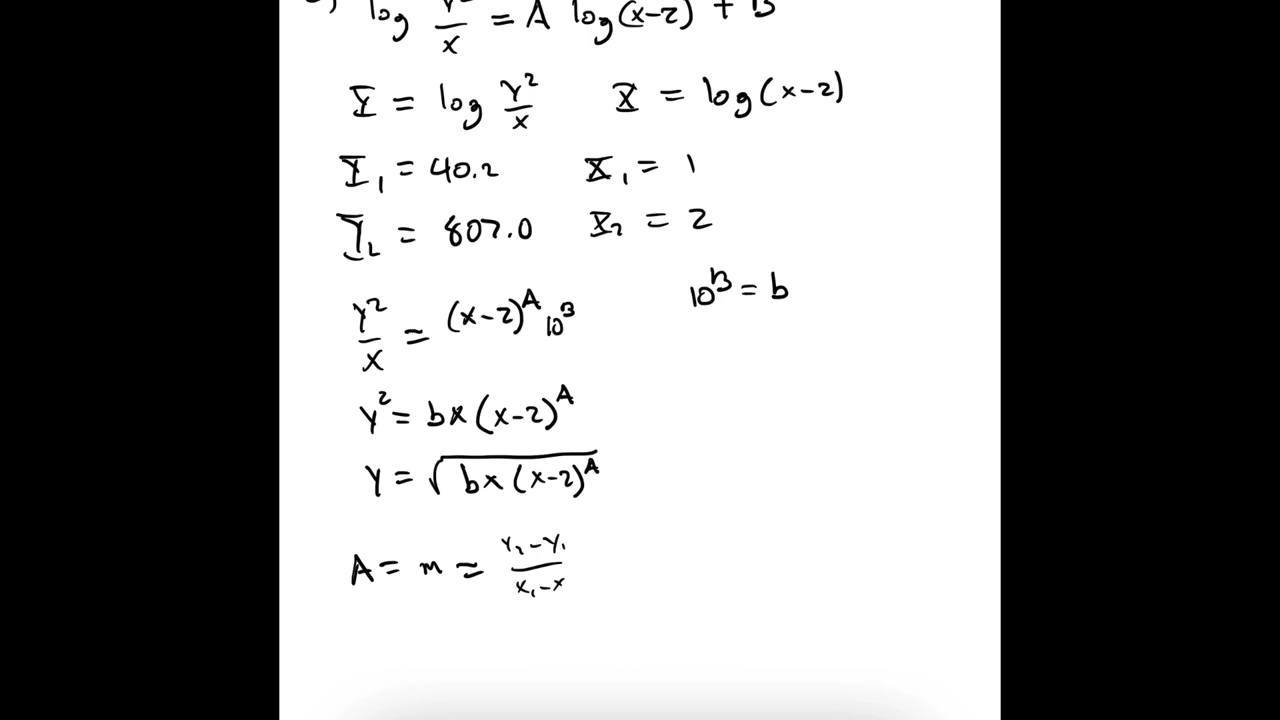 log Y²/x = A log(x-2) + B
Y = log Y²/x X = log(x-2)
Y₁ = 40.2 X₁ = 1
Y₂ = 807.0 X₂ = 2
10^B = b
Y²/x = (x-2)^A 10^B
Y² = bx(x-2)^A
Y = √(bx(x-2)^A)
A = m = (Y₂-Y₁)/(x₁-x